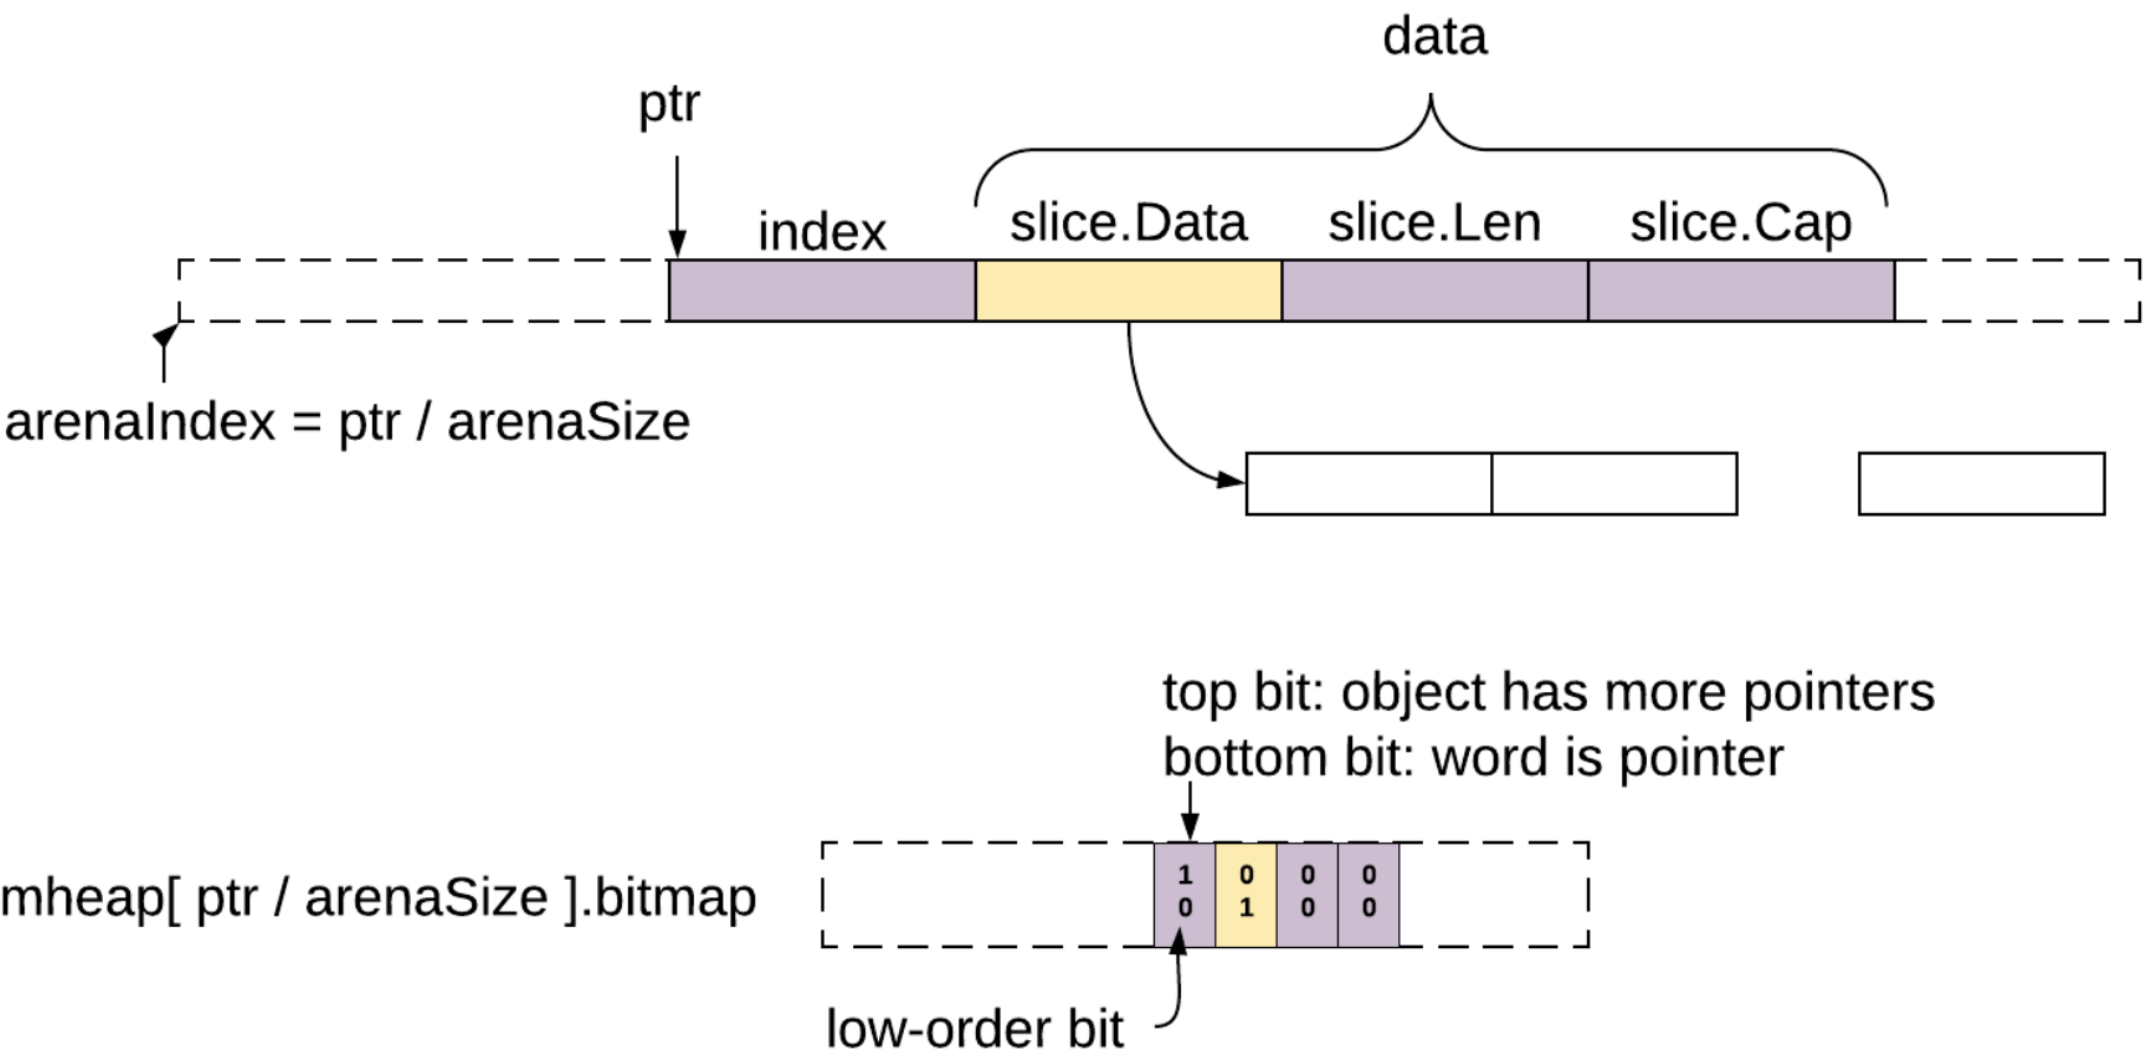 data
ptr
index
slice.Data
slice.Len
slice.Cap
arenaIndex = ptr / arenaSize
top bit: object has more pointers
bottom bit: word is pointer
mheap[ ptr / arenaSize ].bitmap
1 0 0 0
0 1 0 0
low-order bit